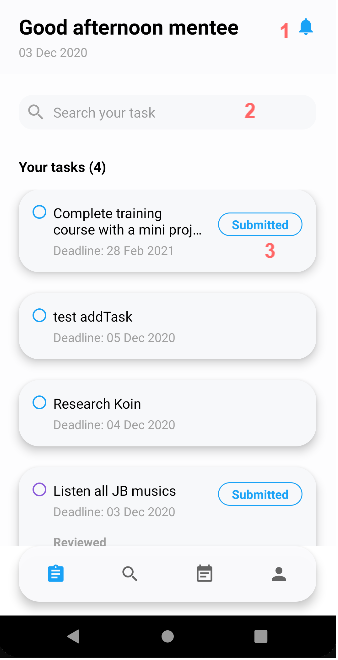 Good afternoon mentee
1
03 Dec 2020
Search your task
2
Your tasks (4)
Complete training
course with a mini proj...
Submitted
Deadline: 28 Feb 2021
3
test addTask
Deadline: 05 Dec 2020
Research Koin
Deadline: 04 Dec 2020
Listen all JB musics
Submitted
Deadline: 03 Dec 2020
Reviewed